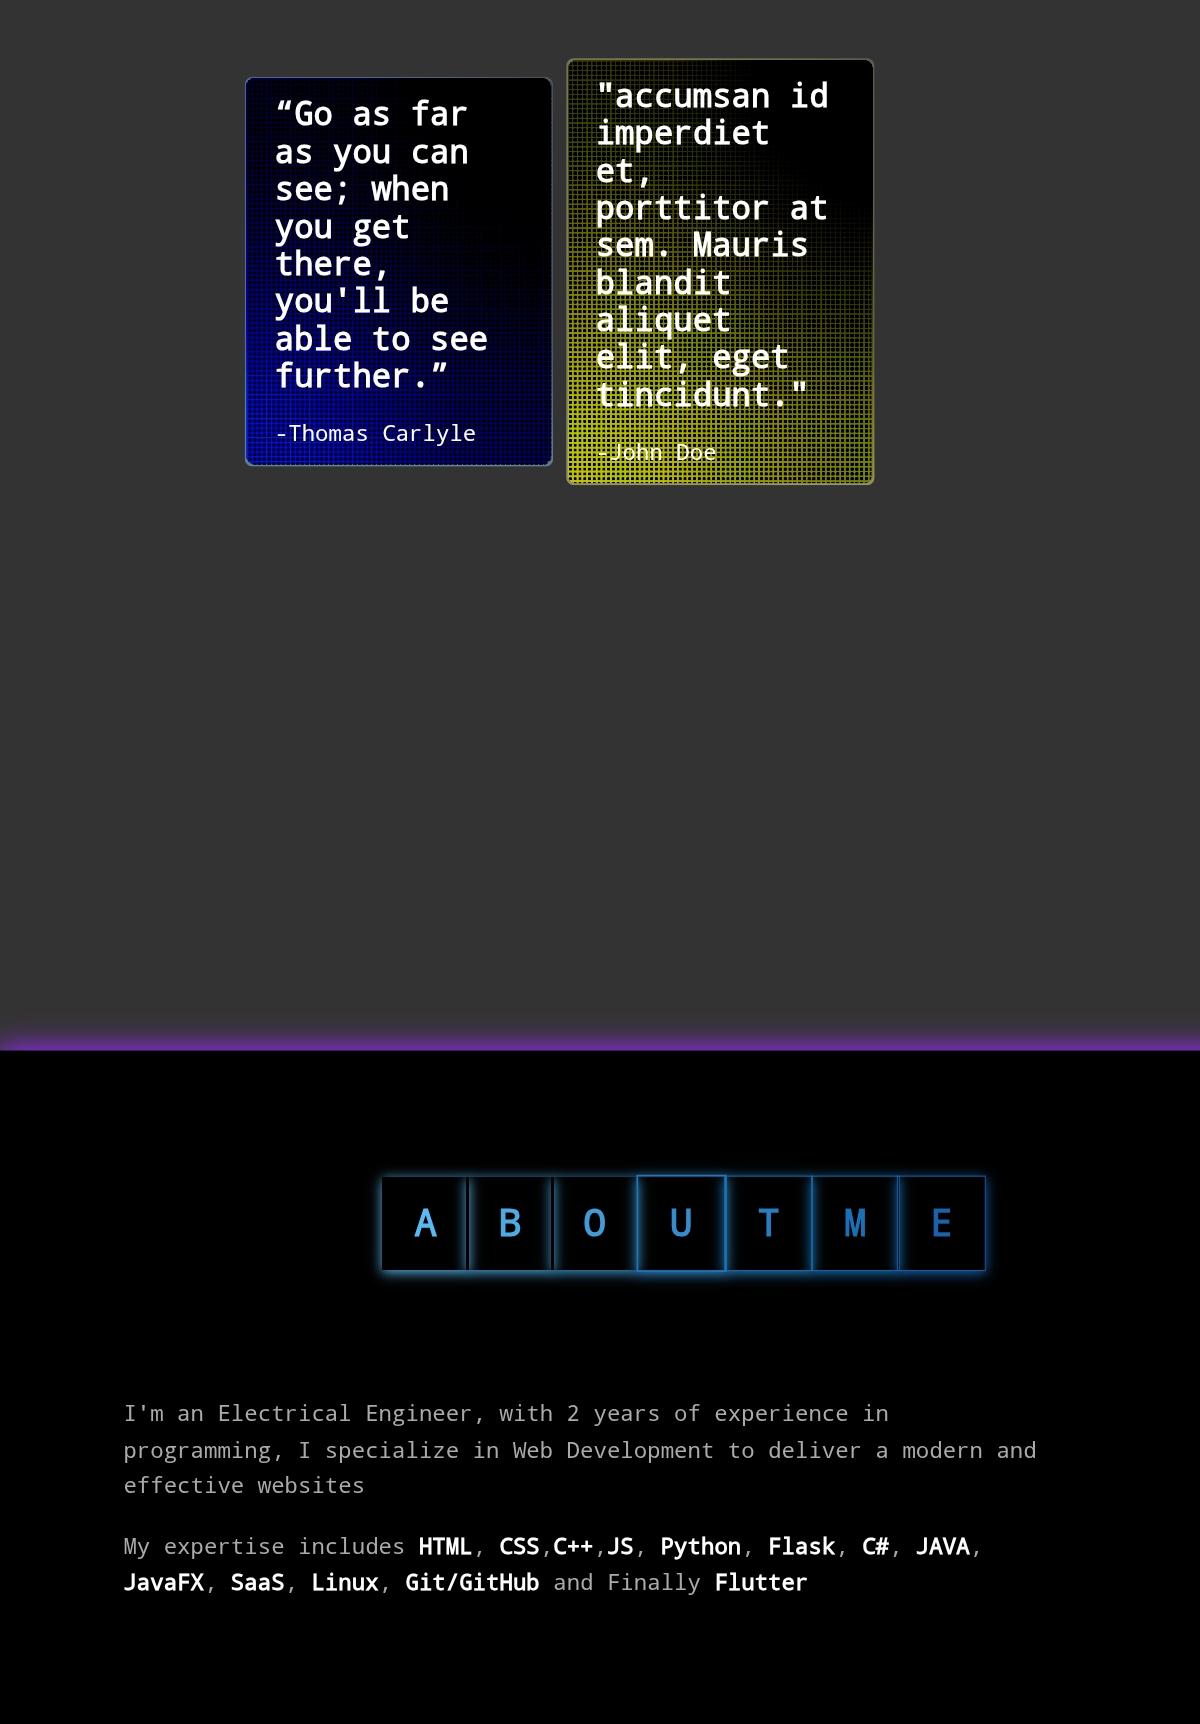 “Go as far
as you can
see; when
you get
there,
you'll be
able to see
further.”
-Thomas Carlyle
"accumsan id
imperdiet
et,
porttitor at
sem. Mauris
blandit
aliquet
elit, eget
tincidunt."
-John Doe
A B O U T M E
I'm an Electrical Engineer, with 2 years of experience in
programming, I specialize in Web Development to deliver a modern and
effective websites
My expertise includes HTML, CSS,C++,JS, Python, Flask, C#, JAVA,
JavaFX, SaaS, Linux, Git/GitHub and Finally Flutter